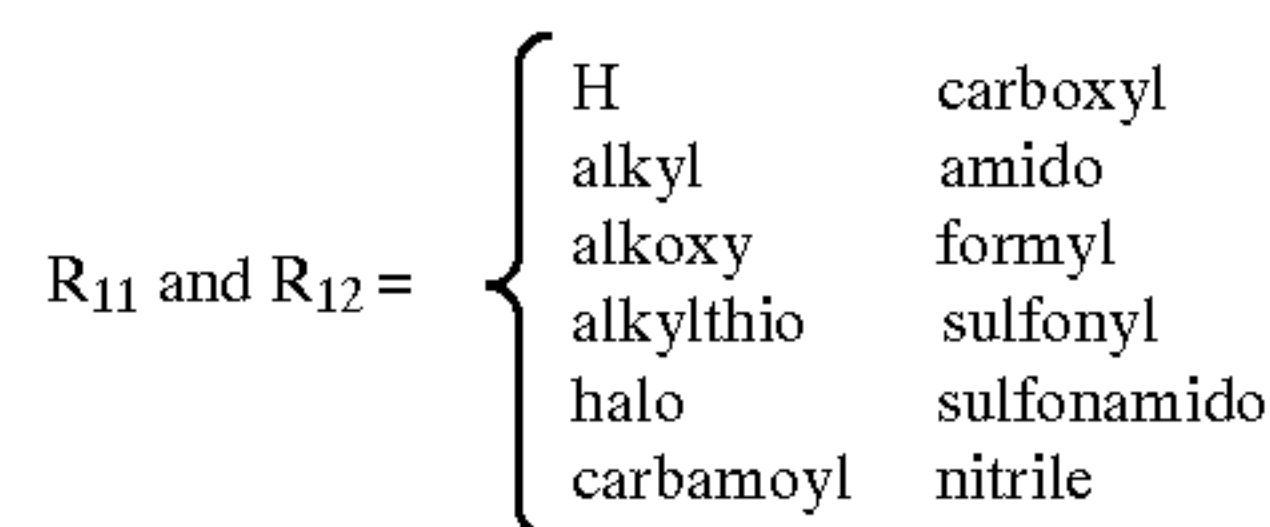 H carboxyl
alkyl amido
alkoxy formyl
R₁₁ and R₁₂ =
alkylthio sulfonyl
halo sulfonamido
carbamoyl nitrile